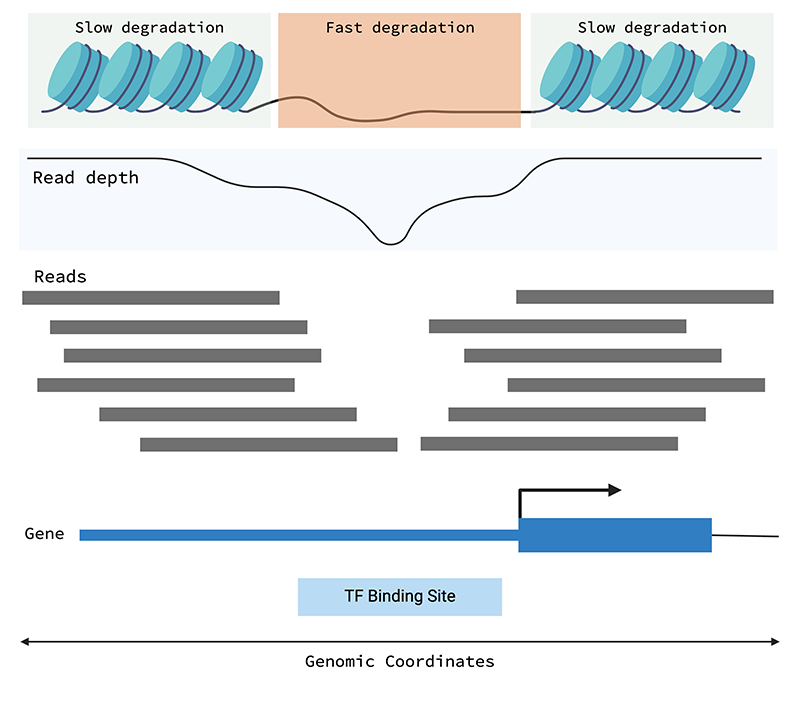 Slow degradation
Fast degradation
Slow degradation
Read depth
Reads
Gene
TF Binding Site
Genomic Coordinates